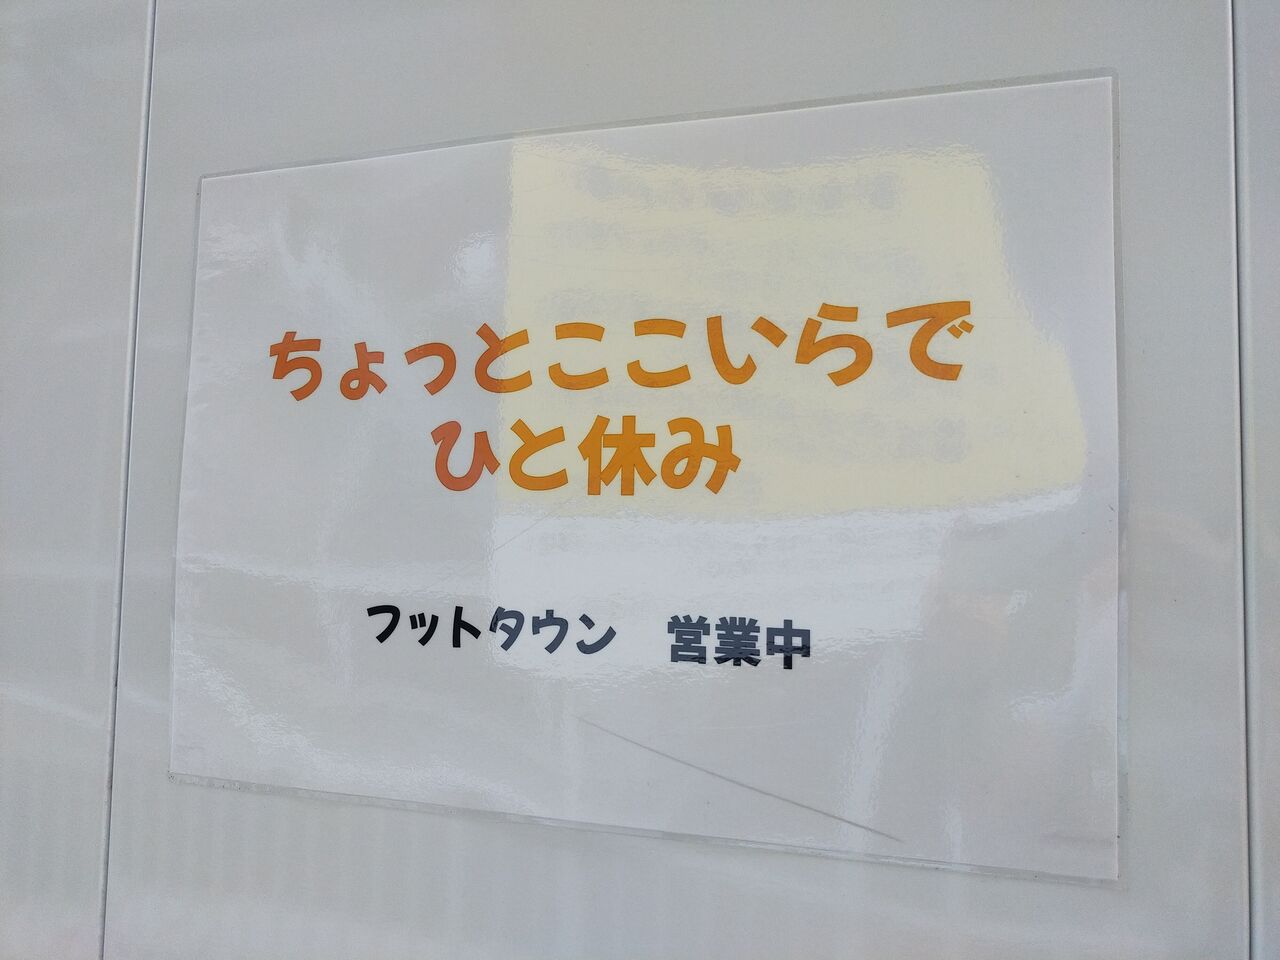 ちょっとここいらで
ひと休み
フットタウン　営業中